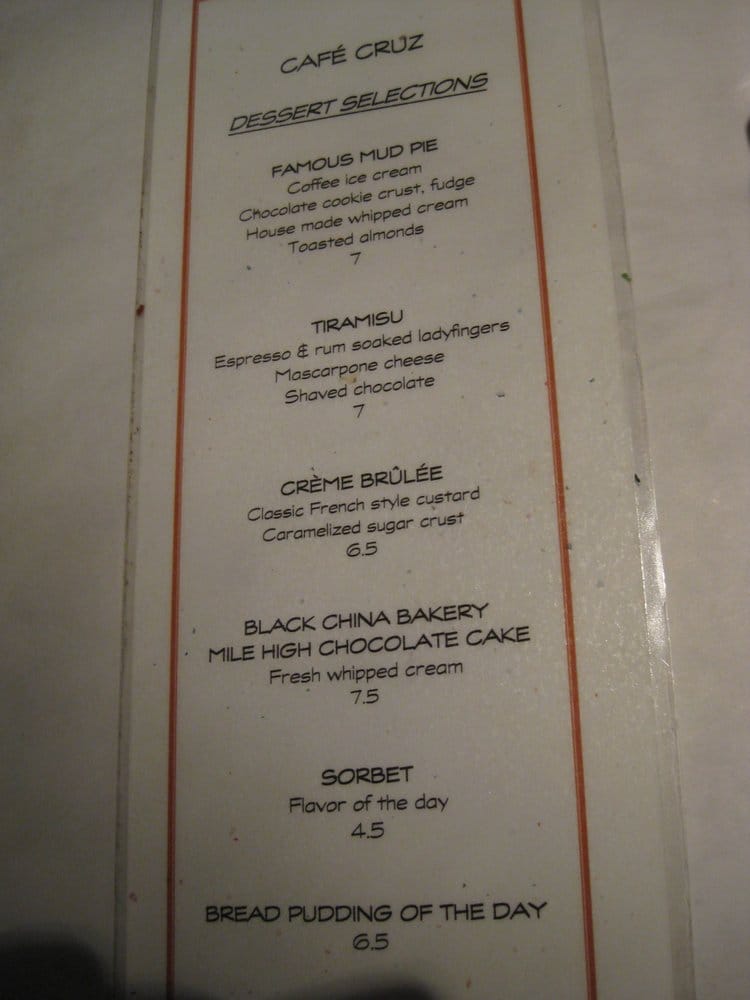 CAFÉ CRUZ
DESSERT SELECTIONS
FAMOUS MUD PIE
Coffee ice cream
Chocolate cookie crust, fudge
House made whipped cream
Toasted almonds
7
TIRAMISU
Espresso & rum soaked ladyfingers
Mascarpone cheese
Shaved chocolate
7
CRÈME BRÛLÉE
Classic French style custard
Caramelized sugar crust
6.5
BLACK CHINA BAKERY
MILE HIGH CHOCOLATE CAKE
Fresh whipped cream
7.5
SORBET
Flavor of the day
4.5
BREAD PUDDING OF THE DAY
6.5